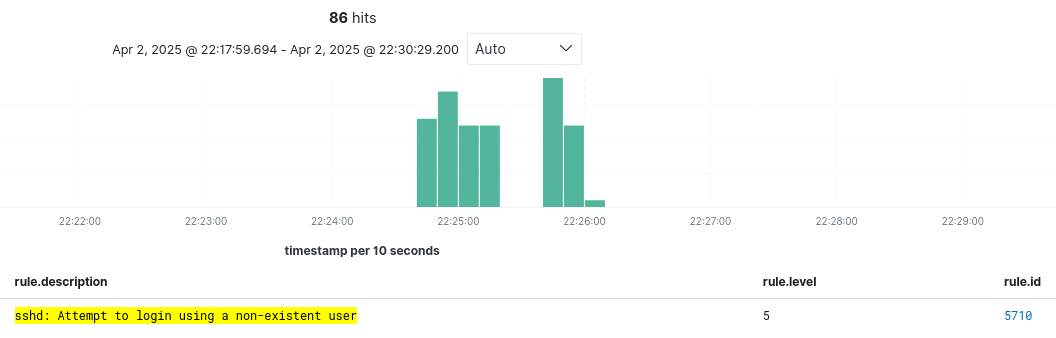 86 hits
Apr 2, 2025 @ 22:17:59.694 - Apr 2, 2025 @ 22:30:29.200 Auto
22:22:00 22:23:00 22:24:00 22:25:00 22:26:00 22:27:00 22:28:00 22:29:00
timestamp per 10 seconds
rule.description rule.level rule.id
sshd: Attempt to login using a non-existent user 5 5710